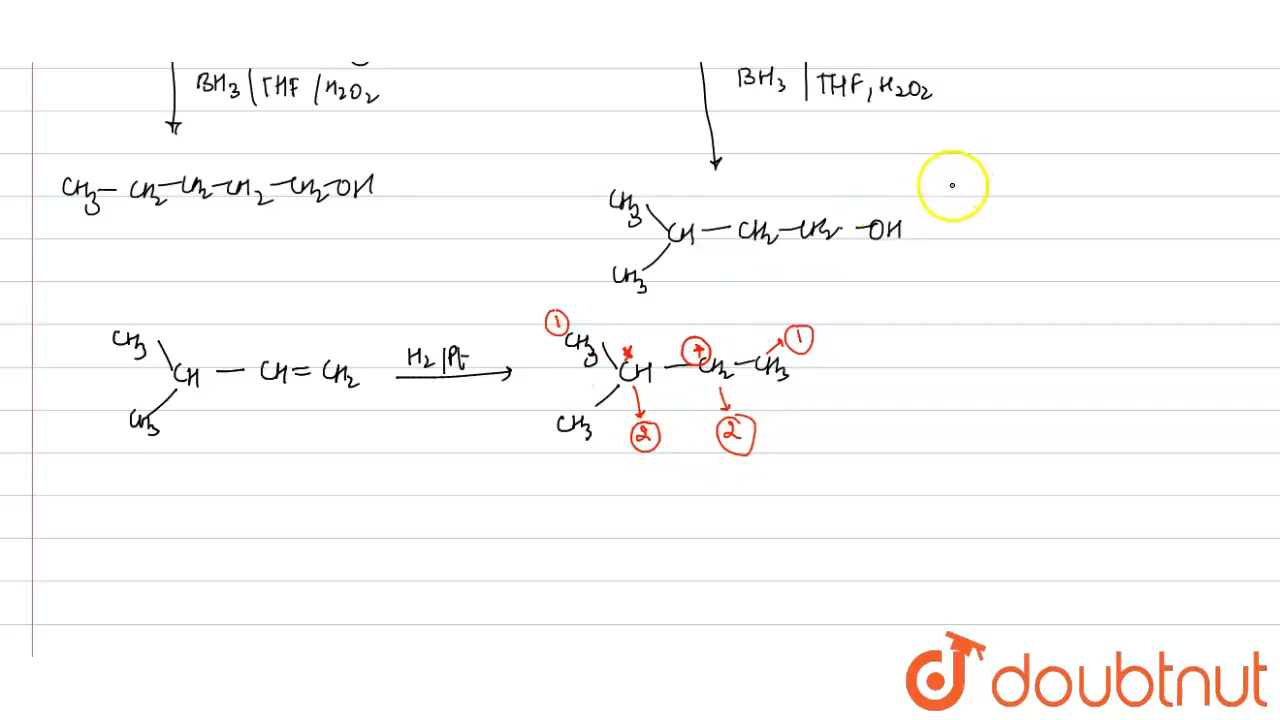 BH3 | THF / H2O2
BH3 | THF, H2O2
CH3-CH2-CH2-CH2-CH2-OH
CH3
CH-CH2-CH2-OH
CH3
CH3
CH-CH=CH2
CH3
H2 | Pt
1
CH3
* + 1
CH-CH2-CH3
CH3
2 2
doubtnut